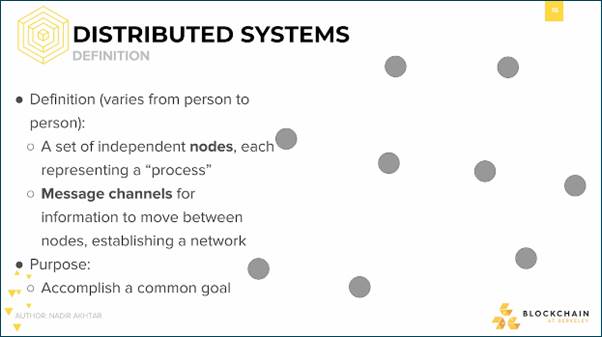 DISTRIBUTED SYSTEMS
DEFINITION
● Definition (varies from person to
person):
○ A set of independent nodes, each
representing a “process”
○ Message channels for
information to move between
nodes, establishing a network
● Purpose:
○ Accomplish a common goal
AUTHOR: NADIR AKHTAR
BLOCKCHAIN
AT BERKELEY